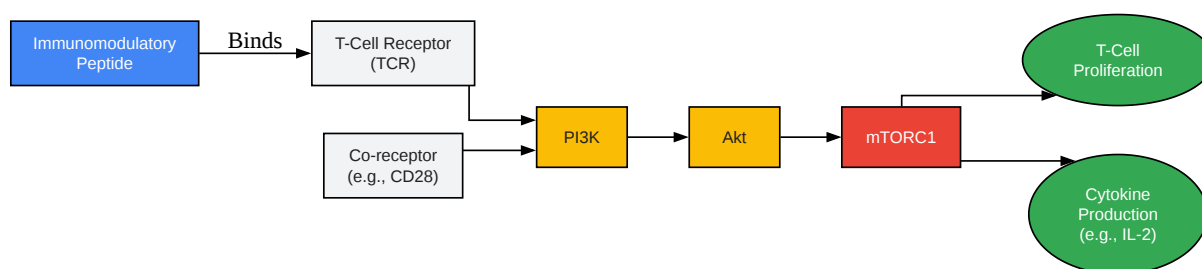 Immunomodulatory
Peptide
Binds
T-Cell Receptor
(TCR)
Co-receptor
(e.g., CD28)
PI3K
Akt
mTORC1
T-Cell
Proliferation
Cytokine
Production
(e.g., IL-2)